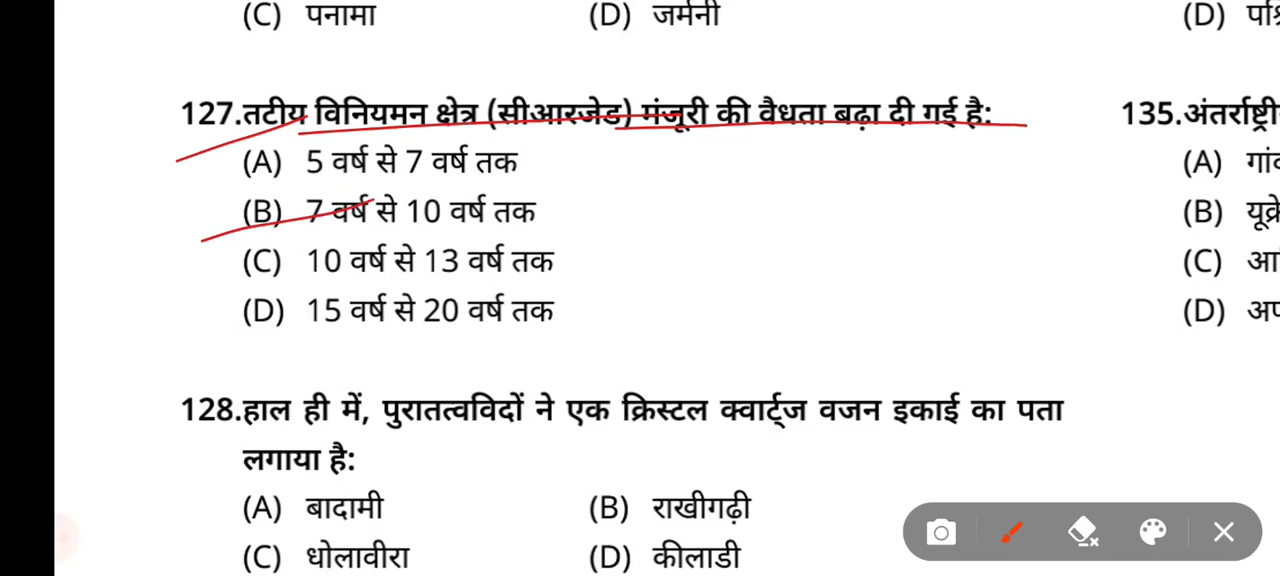 (C) पनामा (D) जर्मनी
127.तटीय विनियमन क्षेत्र (सीआरजेड) मंजूरी की वैधता बढ़ा दी गई है:
(A) 5 वर्ष से 7 वर्ष तक
(B) 7 वर्ष से 10 वर्ष तक
(C) 10 वर्ष से 13 वर्ष तक
(D) 15 वर्ष से 20 वर्ष तक
128.हाल ही में, पुरातत्वविदों ने एक क्रिस्टल क्वार्ट्ज वजन इकाई का पता
लगाया है:
(A) बादामी (B) राखीगढ़ी
(C) धोलावीरा (D) कीलाडी
(D)
135.
(A)
(B)
(C)
(D)